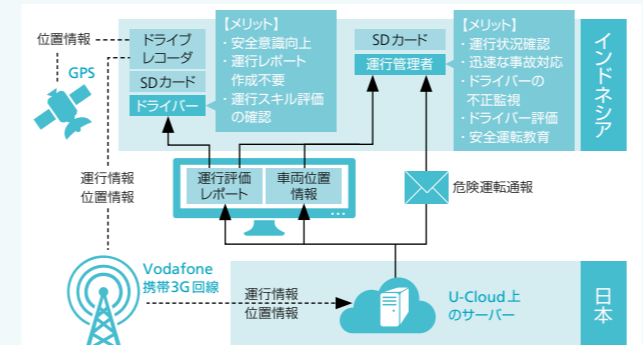 位置情報
GPS
ドライブ
レコーダ
SDカード
ドライバー
【メリット】
・安全意識向上
・運行レポート
作成不要
・運行スキル評価
の確認
SDカード
運行管理者
【メリット】
・運行状況確認
・迅速な事故対応
・ドライバーの
不正監視
・ドライバー評価
・安全運転教育
インドネシア
運行情報
位置情報
運行評価
レポート
車両位置
情報
危険運転通報
Vodafone
携帯3G回線
運行情報
位置情報
U-Cloud上
のサーバー
日本